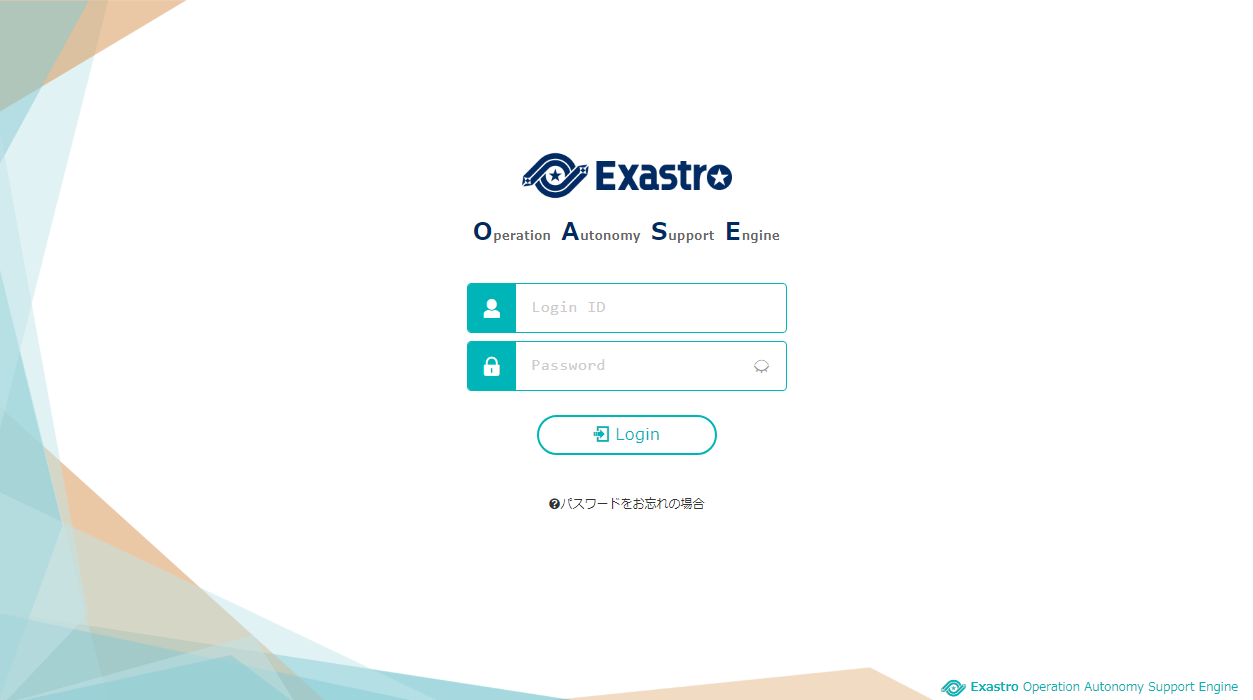 Exastro
Operation Autonomy Support Engine
Login ID
Password
Login
パスワードをお忘れの場合
Exastro Operation Autonomy Support Engine